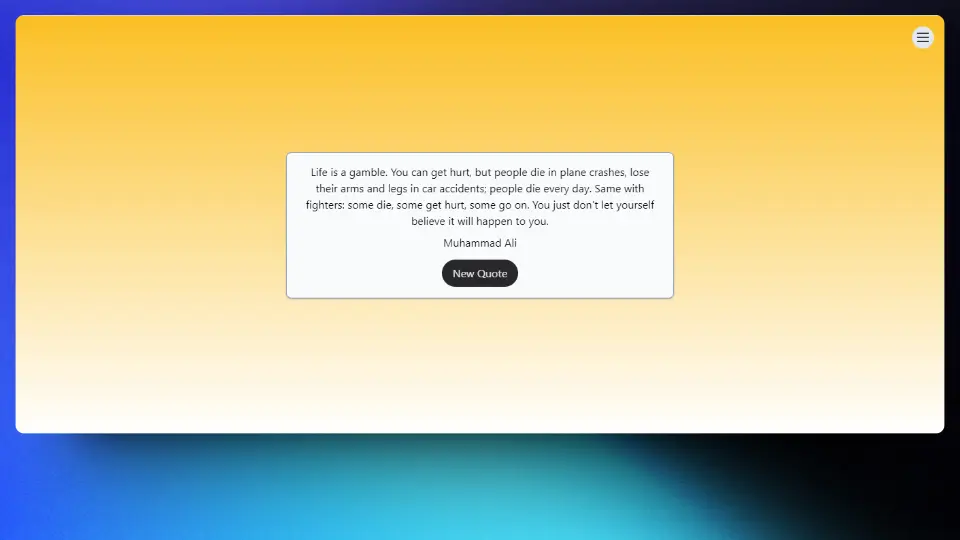 Life is a gamble. You can get hurt, but people die in plane crashes, lose
their arms and legs in car accidents; people die every day. Same with
fighters: some die, some get hurt, some go on. You just don't let yourself
believe it will happen to you.
Muhammad Ali
New Quote